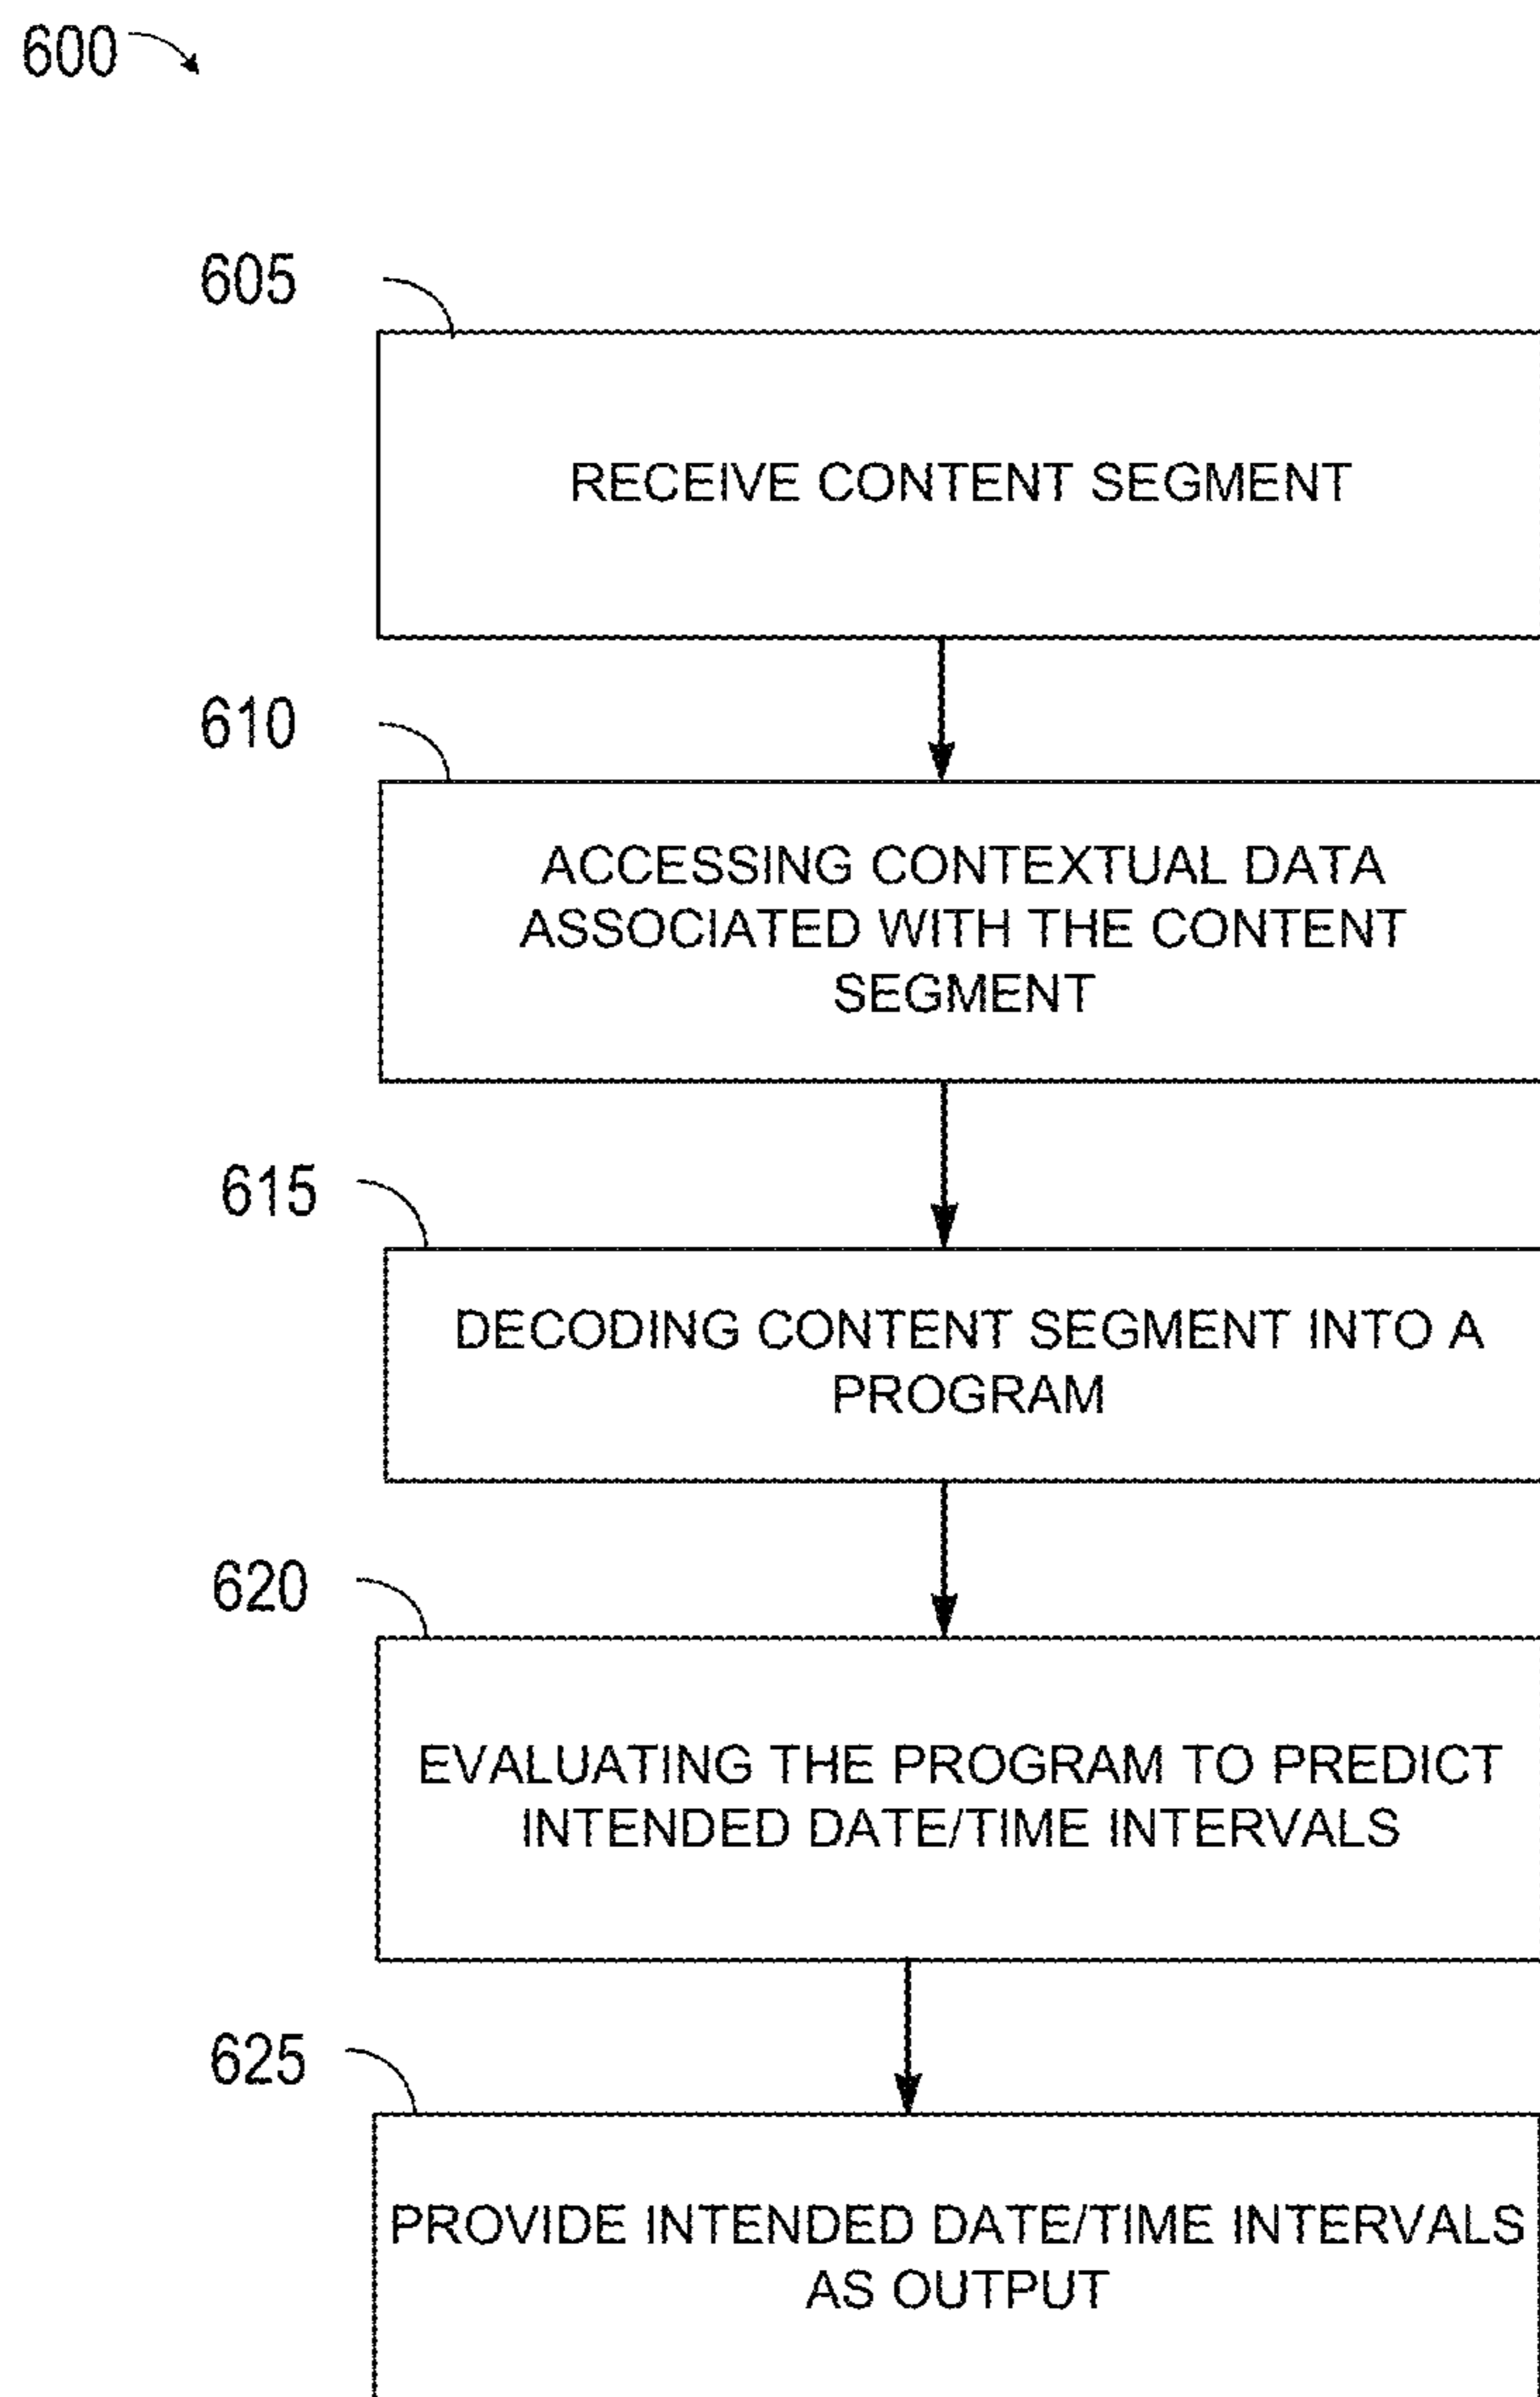 600
605
RECEIVE CONTENT SEGMENT
610
ACCESSING CONTEXTUAL DATA
ASSOCIATED WITH THE CONTENT
SEGMENT
615
DECODING CONTENT SEGMENT INTO A
PROGRAM
620
EVALUATING THE PROGRAM TO PREDICT
INTENDED DATE/TIME INTERVALS
625
PROVIDE INTENDED DATE/TIME INTERVALS
AS OUTPUT